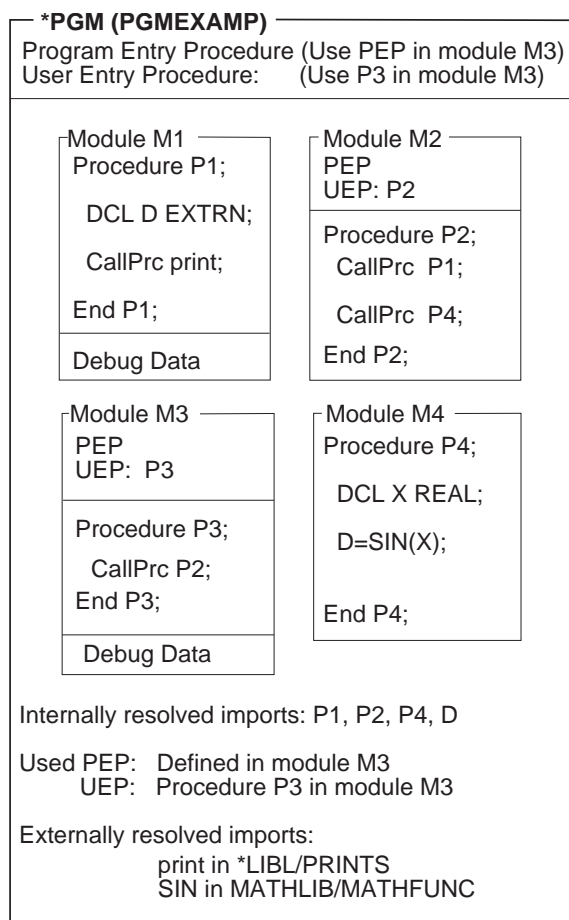 *PGM (PGMEXAMP)
Program Entry Procedure (Use PEP in module M3)
User Entry Procedure: (Use P3 in module M3)
Module M1
Procedure P1;
DCL D EXTRN;
CallPrc print;
End P1;
Debug Data
Module M2
PEP
UEP: P2
Procedure P2;
CallPrc P1;
CallPrc P4;
End P2;
Module M3
PEP
UEP: P3
Procedure P3;
CallPrc P2;
End P3;
Debug Data
Module M4
Procedure P4;
DCL X REAL;
D=SIN(X);
End P4;
Internally resolved imports: P1, P2, P4, D
Used PEP: Defined in module M3
UEP: Procedure P3 in module M3
Externally resolved imports:
print in *LIBL/PRINTS
SIN in MATHLIB/MATHFUNC